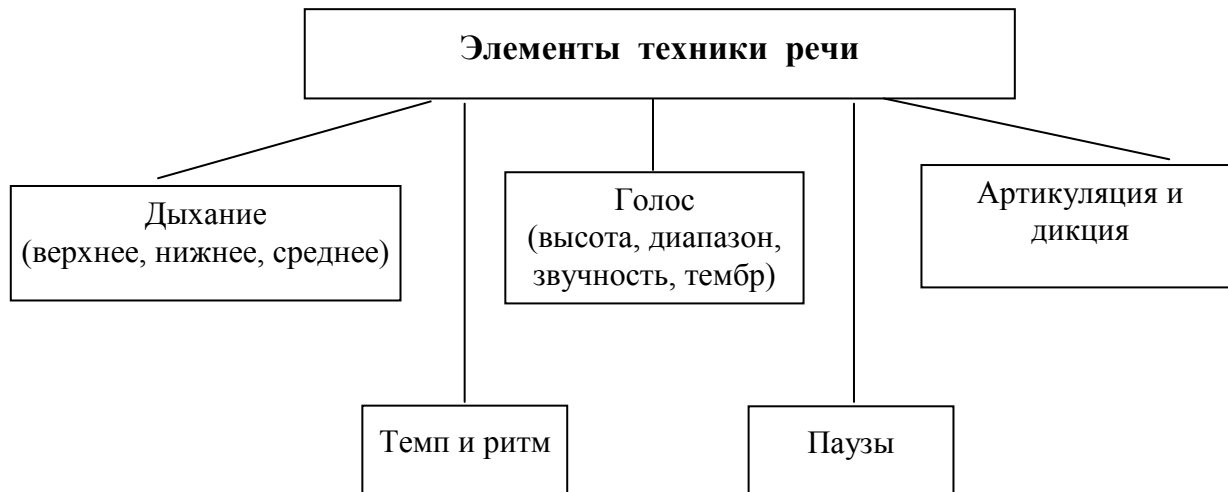 Элементы техники речи
Дыхание
(верхнее, нижнее, среднее)
Голос
(высота, диапазон,
звучность, тембр)
Артикуляция и
дикция
Темп и ритм
Паузы